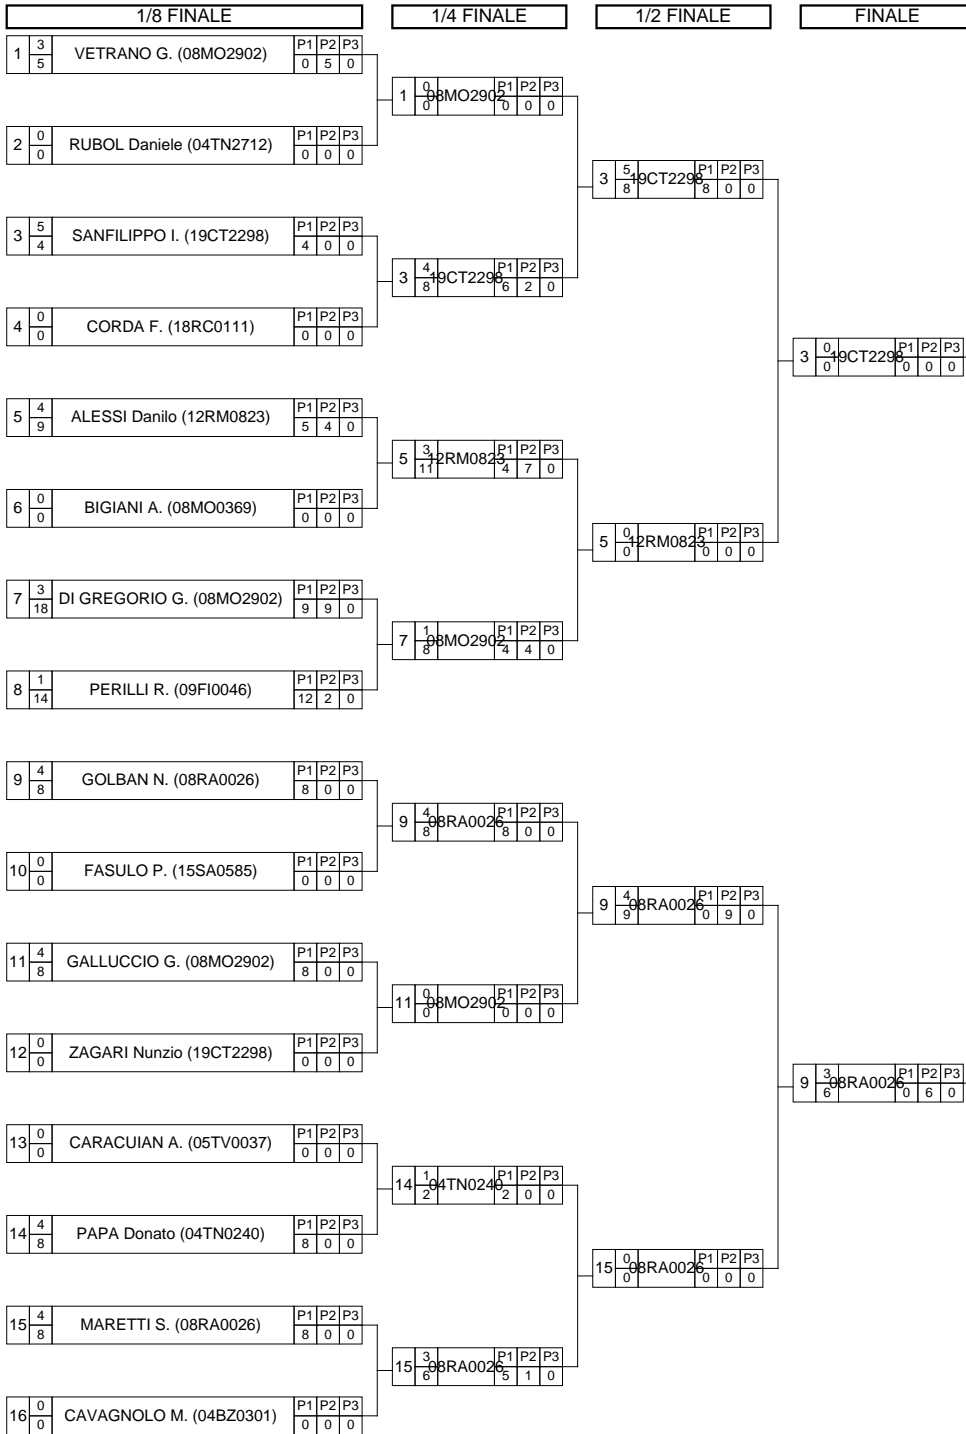 1/8 FINALE
1/4 FINALE
1/2 FINALE
FINALE
1 3 5 VETRANO G. (08MO2902) P1 P2 P3 0 5 0
2 0 0 RUBOL Daniele (04TN2712) P1 P2 P3 0 0 0
3 5 4 SANFILIPPO I. (19CT2298) P1 P2 P3 4 0 0
4 0 0 CORDA F. (18RC0111) P1 P2 P3 0 0 0
5 4 9 ALESSI Danilo (12RM0823) P1 P2 P3 5 4 0
6 0 0 BIGIANI A. (08MO0369) P1 P2 P3 0 0 0
7 3 18 DI GREGORIO G. (08MO2902) P1 P2 P3 9 9 0
8 1 14 PERILLI R. (09FI0046) P1 P2 P3 12 2 0
9 4 8 GOLBAN N. (08RA0026) P1 P2 P3 8 0 0
10 0 0 FASULO P. (15SA0585) P1 P2 P3 0 0 0
11 4 8 GALLUCCIO G. (08MO2902) P1 P2 P3 8 0 0
12 0 0 ZAGARI Nunzio (19CT2298) P1 P2 P3 0 0 0
13 0 0 CARACUIAN A. (05TV0037) P1 P2 P3 0 0 0
14 4 8 PAPA Donato (04TN0240) P1 P2 P3 8 0 0
15 4 8 MARETTI S. (08RA0026) P1 P2 P3 8 0 0
16 0 0 CAVAGNOLO M. (04BZ0301) P1 P2 P3 0 0 0
1 0 0 08MO2902 P1 P2 P3 0 0 0
3 4 8 19CT2298 P1 P2 P3 6 2 0
5 3 11 12RM0823 P1 P2 P3 4 7 0
7 1 8 08MO2902 P1 P2 P3 4 4 0
9 4 8 08RA0026 P1 P2 P3 8 0 0
11 0 0 08MO2902 P1 P2 P3 0 0 0
14 1 2 04TN0240 P1 P2 P3 2 0 0
15 3 6 08RA0026 P1 P2 P3 5 1 0
3 5 8 19CT2298 P1 P2 P3 8 0 0
5 0 0 12RM0823 P1 P2 P3 0 0 0
9 4 9 08RA0026 P1 P2 P3 0 9 0
15 0 0 08RA0026 P1 P2 P3 0 0 0
3 0 0 19CT2298 P1 P2 P3 0 0 0
9 3 6 08RA0026 P1 P2 P3 0 6 0